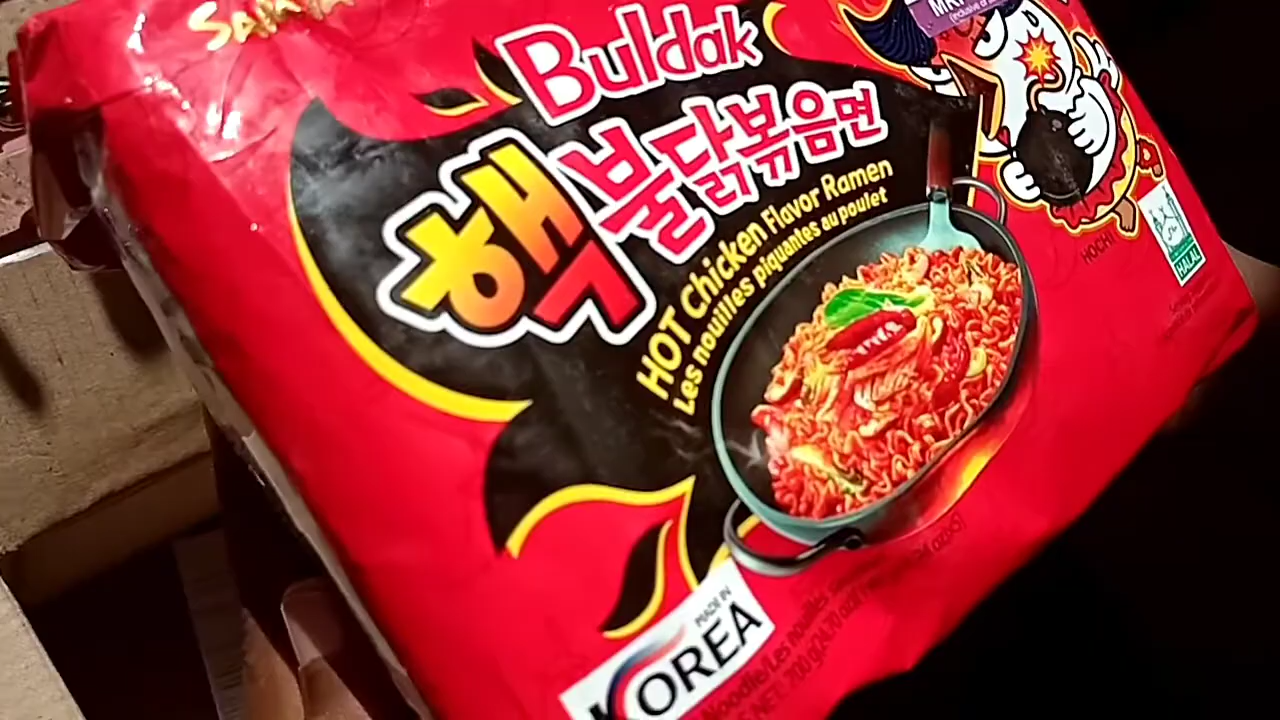 Buldak
핵불닭볶음면
HOT Chicken Flavor Ramen
Les nouilles piquantes au poulet
HOCHI
HALAL
MADE IN
KOREA